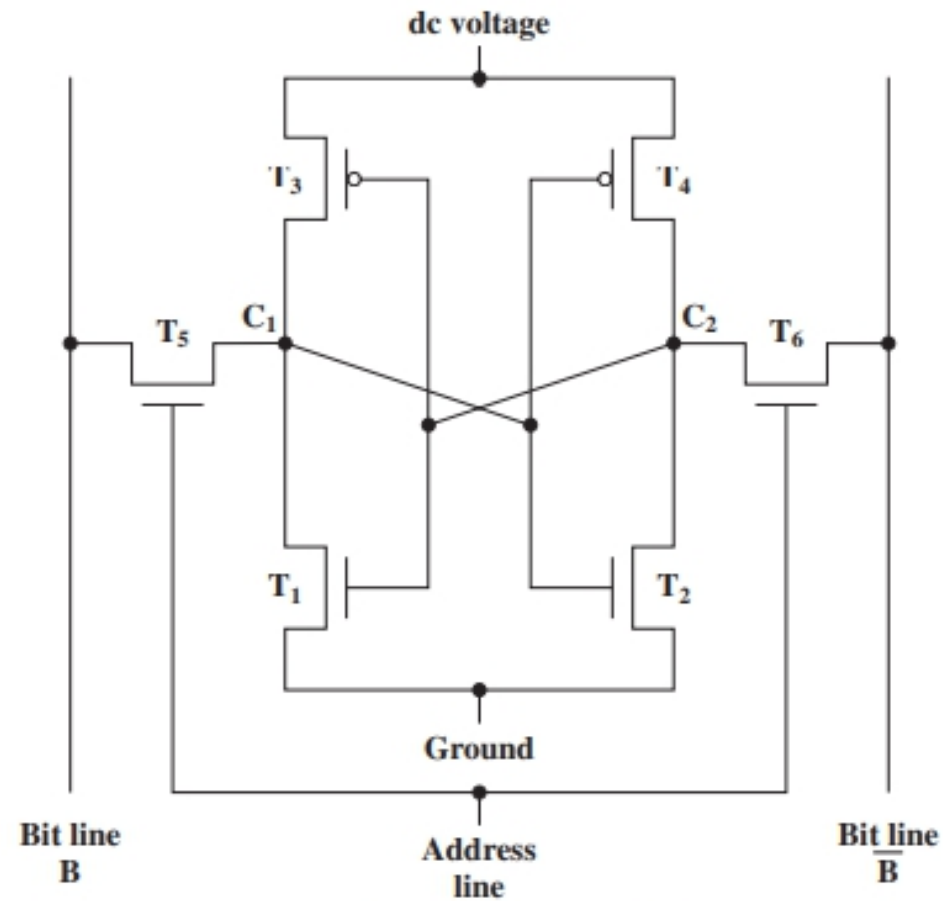 dc voltage
T3
T4
T5
C1
C2
T6
T1
T2
Ground
Bit line
B
Address
line
Bit line
B̅